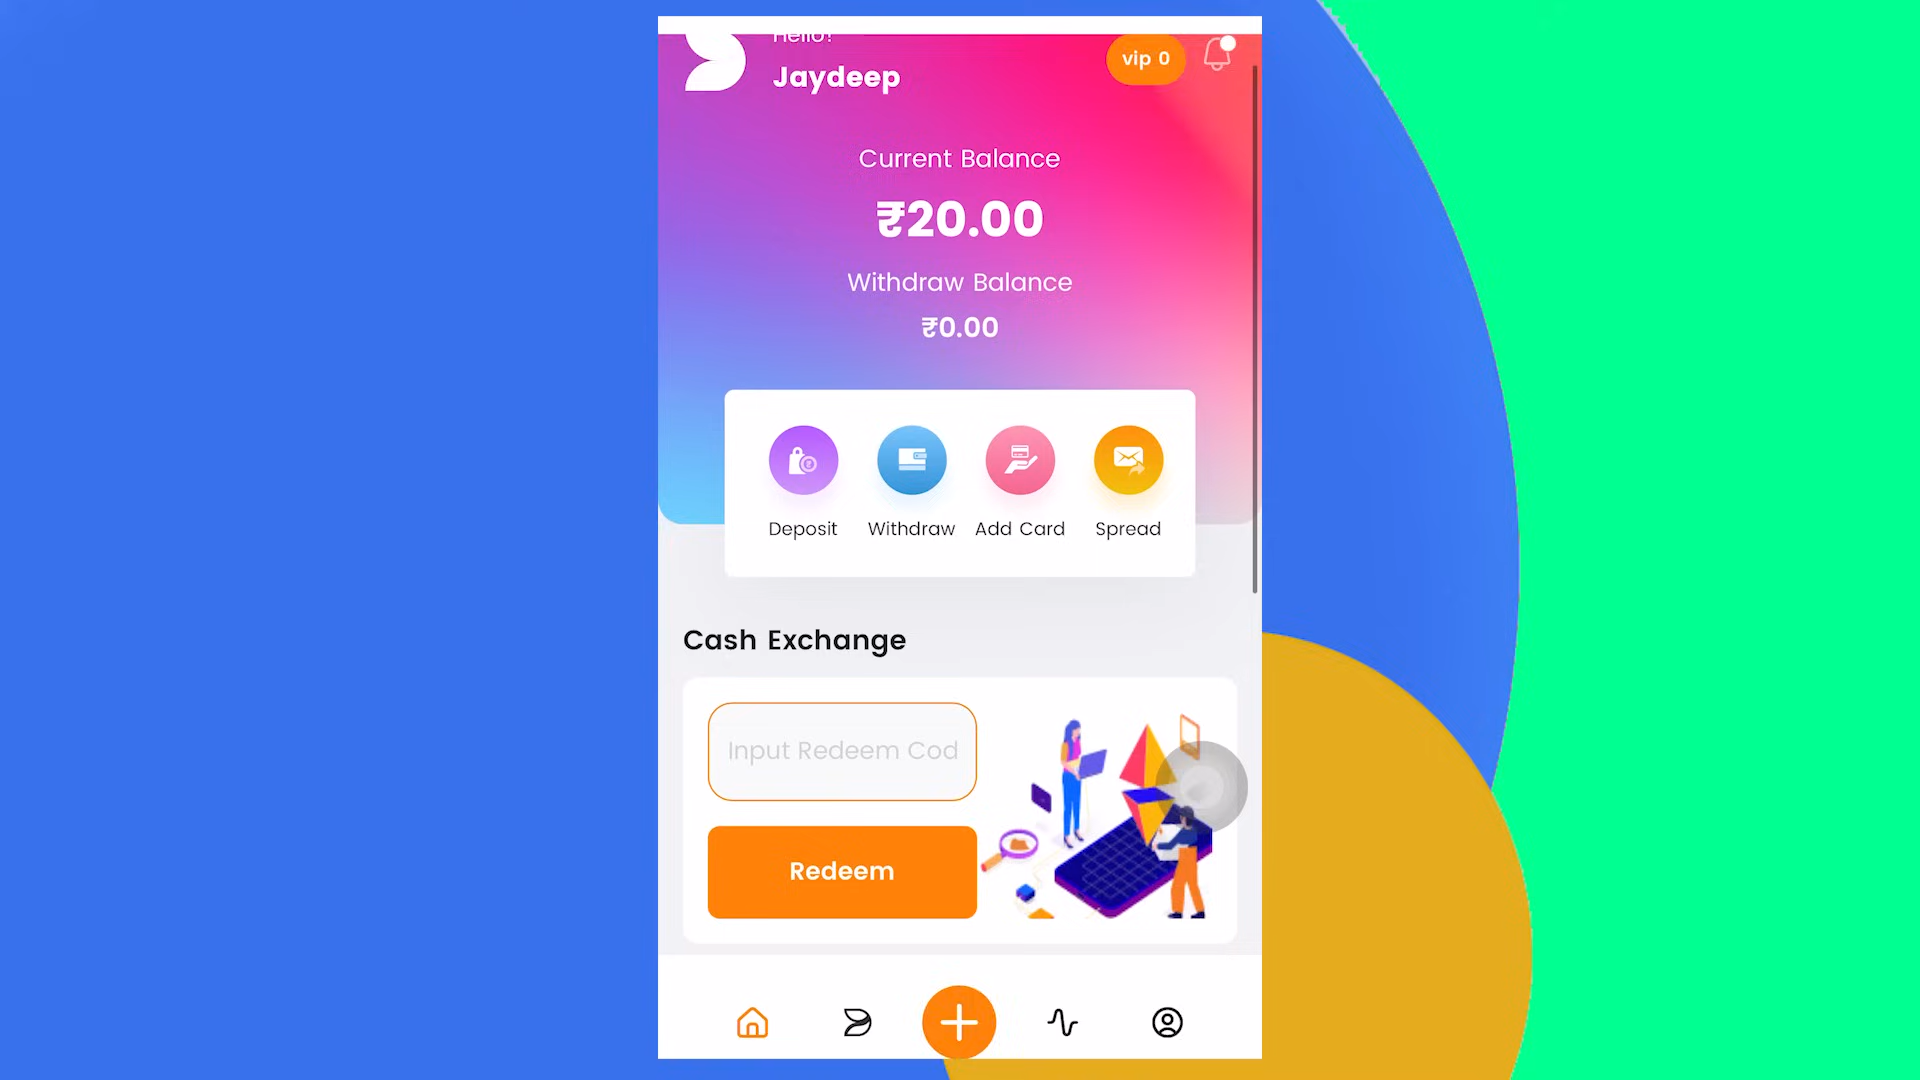 Hello!
Jaydeep
vip 0
Current Balance
₹20.00
Withdraw Balance
₹0.00
Deposit
Withdraw
Add Card
Spread
Cash Exchange
Input Redeem Cod
Redeem